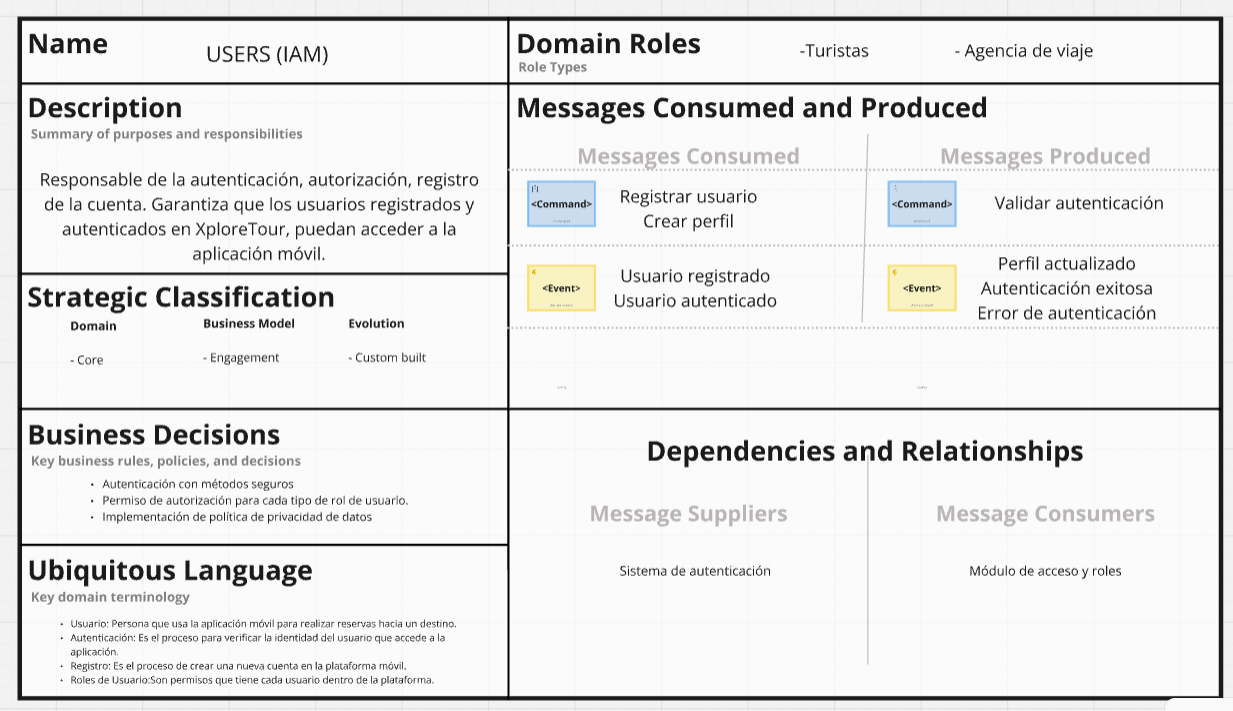 Name
USERS (IAM)
Domain Roles
Role Types
-Turistas
- Agencia de viaje
Description
Summary of purposes and responsibilities
Responsable de la autenticación, autorización, registro
de la cuenta. Garantiza que los usuarios registrados y
autenticados en XploreTour, puedan acceder a la
aplicación móvil.
Messages Consumed and Produced
Messages Consumed
Messages Produced
<Command>
Registrar usuario
Crear perfil
<Command>
Validar autenticación
<Event>
Usuario registrado
Usuario autenticado
<Event>
Perfil actualizado
Autenticación exitosa
Error de autenticación
Strategic Classification
Domain
Business Model
Evolution
- Core
- Engagement
- Custom built
Business Decisions
Key business rules, policies, and decisions
• Autenticación con métodos seguros
• Permiso de autorización para cada tipo de rol de usuario.
• Implementación de política de privacidad de datos
Ubiquitous Language
Key domain terminology
• Usuario: Persona que usa la aplicación móvil para realizar reservas hacia un destino.
• Autenticación: Es el proceso para verificar la identidad del usuario que accede a la
aplicación.
• Registro: Es el proceso de crear una nueva cuenta en la plataforma móvil.
• Roles de Usuario:Son permisos que tiene cada usuario dentro de la plataforma.
Dependencies and Relationships
Message Suppliers
Message Consumers
Sistema de autenticación
Módulo de acceso y roles